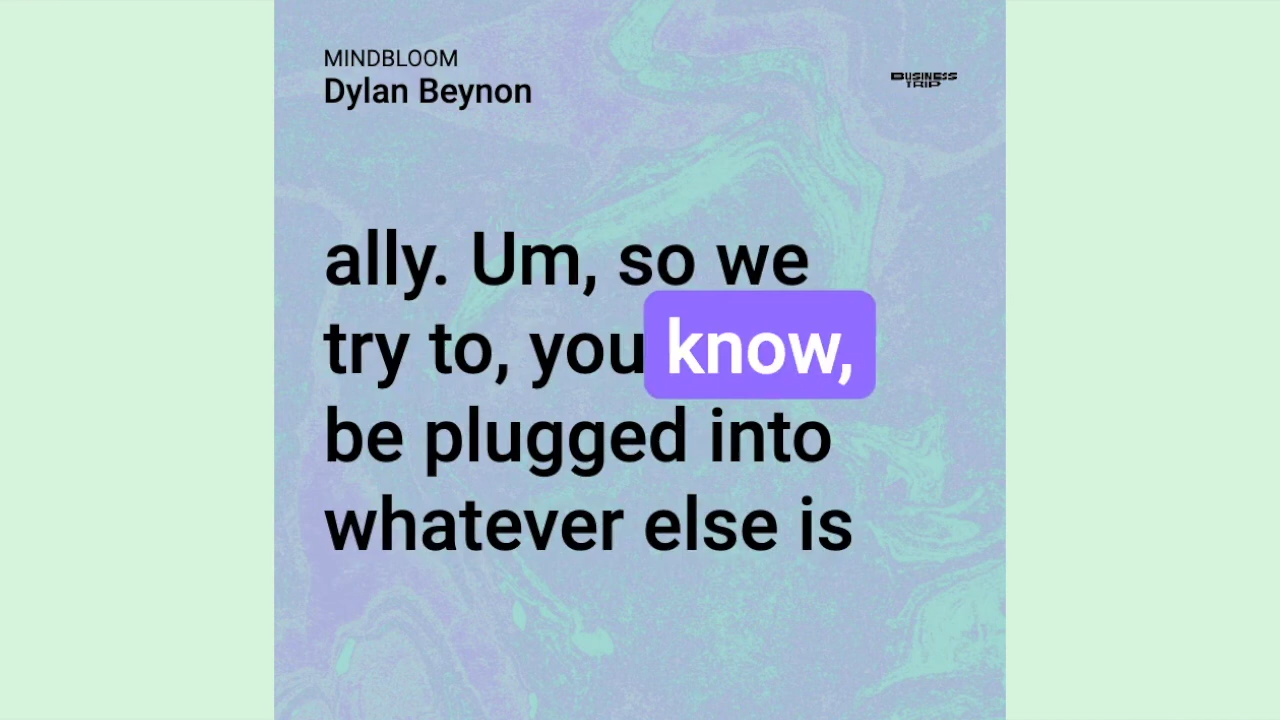 MINDBLOOM
Dylan Beynon
BUSINESS
TRIP
ally. Um, so we
try to, you know,
be plugged into
whatever else is